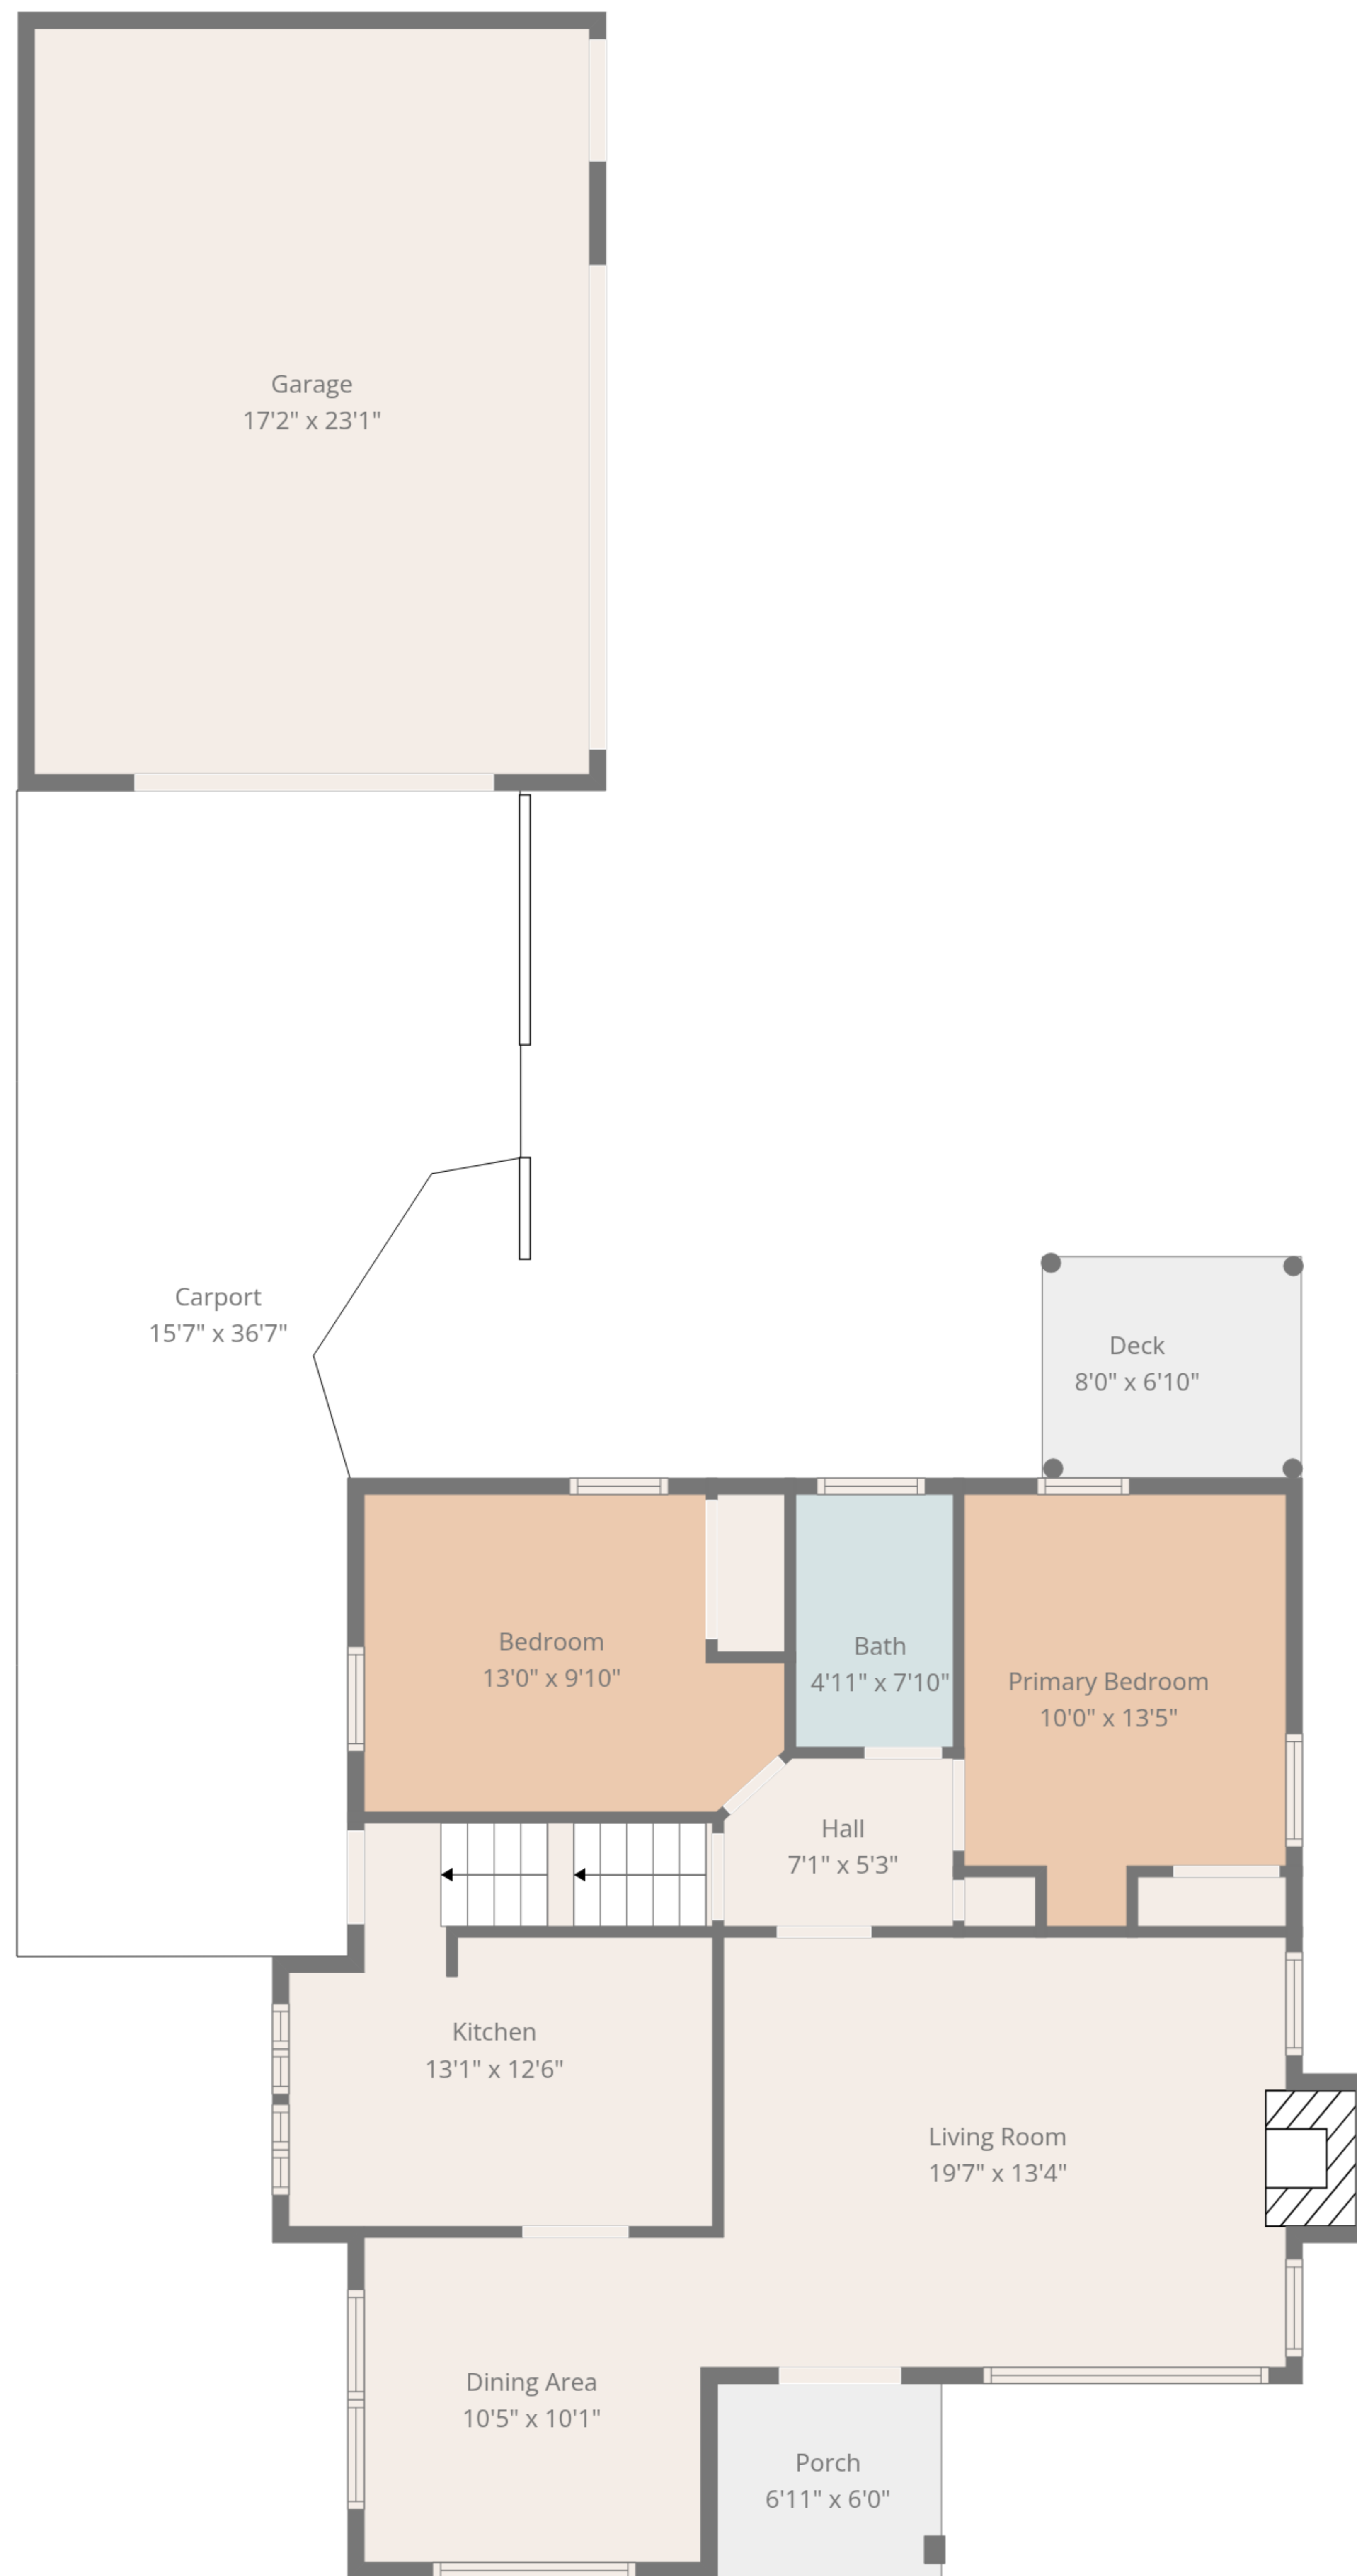 Garage
17'2" x 23'1"
Carport
15'7" x 36'7"
Deck
8'0" x 6'10"
Bedroom
13'0" x 9'10"
Bath
4'11" x 7'10"
Primary Bedroom
10'0" x 13'5"
Hall
7'1" x 5'3"
Kitchen
13'1" x 12'6"
Living Room
19'7" x 13'4"
Dining Area
10'5" x 10'1"
Porch
6'11" x 6'0"